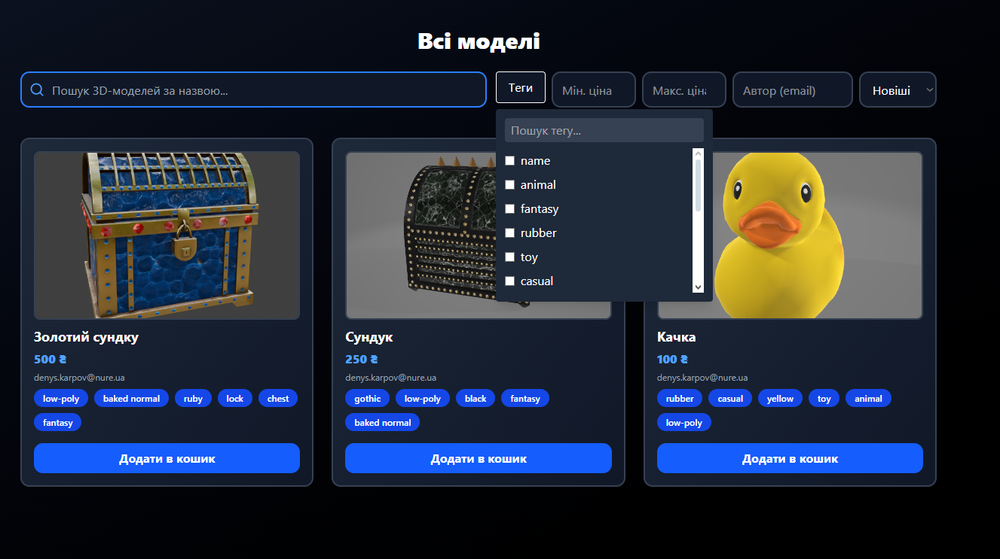 Всі моделі
Пошук 3D-моделей за назвою...
Теги
Мін. ціна
Макс. ціна
Автор (email)
Новіші
Пошук тегу...
name
animal
fantasy
rubber
toy
casual
Золотий сундку
500 ₴
denys.karpov@nure.ua
low-poly baked normal ruby lock chest
fantasy
Додати в кошик
Сундук
250 ₴
denys.karpov@nure.ua
gothic low-poly black fantasy
baked normal
Додати в кошик
Качка
100 ₴
denys.karpov@nure.ua
rubber casual yellow toy animal
low-poly
Додати в кошик